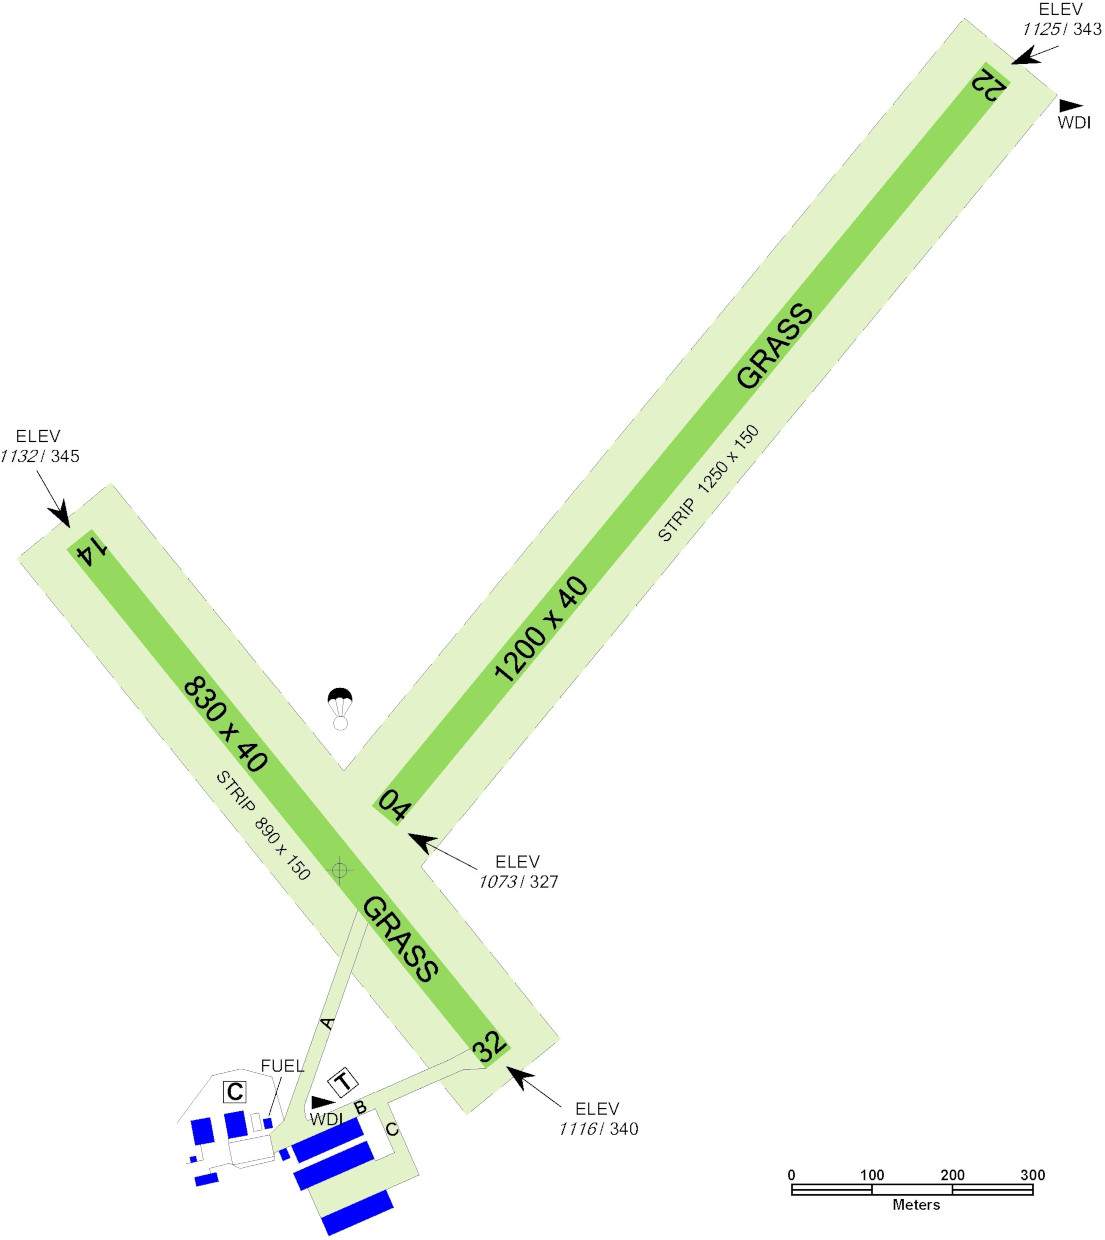 ELEV
1125 / 343
22
WDI
GRASS
STRIP 1250 x 150
ELEV
1132 / 345
14
1200 x 40
830 x 40
STRIP 890 x 150
04
ELEV
1073 / 327
GRASS
A
32
FUEL
C
T
WDI
B
C
ELEV
1116 / 340
0 100 200 300
Meters